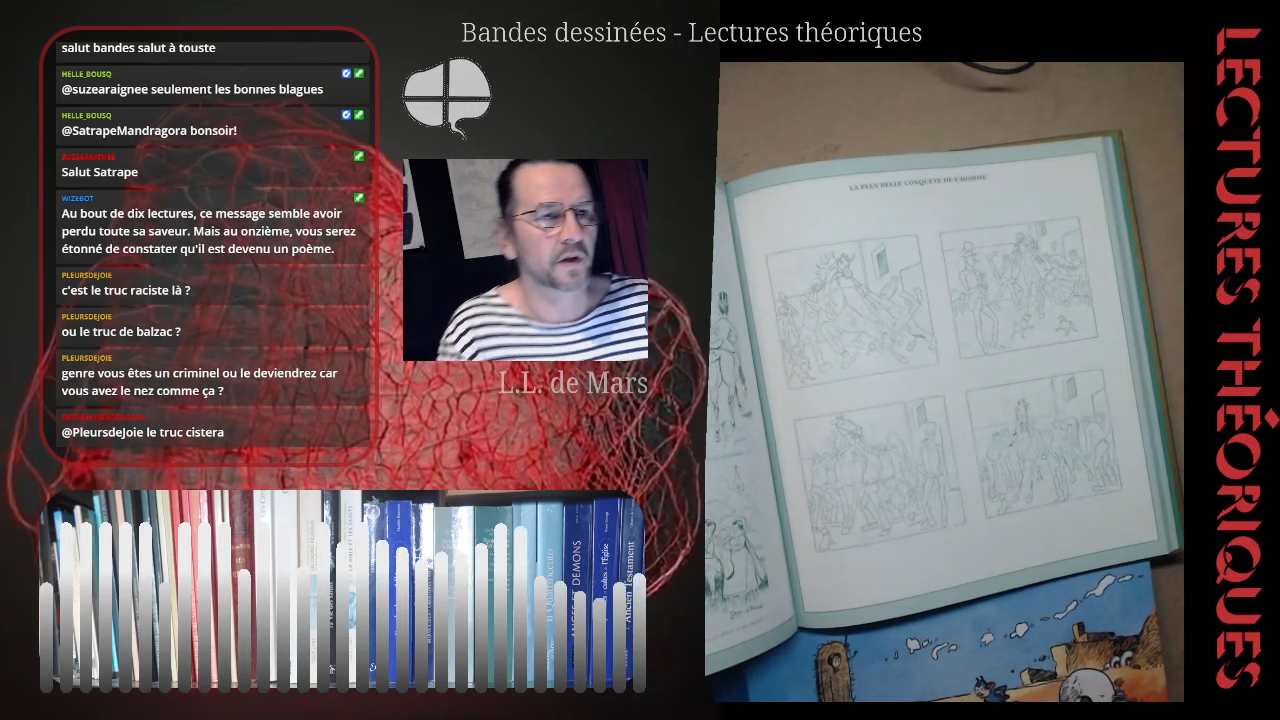 Bandes dessinées - Lectures théoriques
salut bandes salut à touste
HELLE_BOUSQ
@suzearaignee seulement les bonnes blagues
HELLE_BOUSQ
@SatrapeMandragora bonsoir!
SUZEARAIGNEE
Salut Satrape
WIZEBOT
Au bout de dix lectures, ce message semble avoir
perdu toute sa saveur. Mais au onzième, vous serez
étonné de constater qu'il est devenu un poème.
PLEURSDEJOIE
c'est le truc raciste là ?
PLEURSDEJOIE
ou le truc de balzac ?
PLEURSDEJOIE
genre vous êtes un criminel ou le deviendrez car
vous avez le nez comme ça ?
@PleursdeJoie le truc cistera
L.L. de Mars
LA PLUS BELLE CONQUÊTE DE L'HOMME
Quattrocento
ANGES ET DÉMONS
Ancien Testament
LECTURES THÉORIQUES